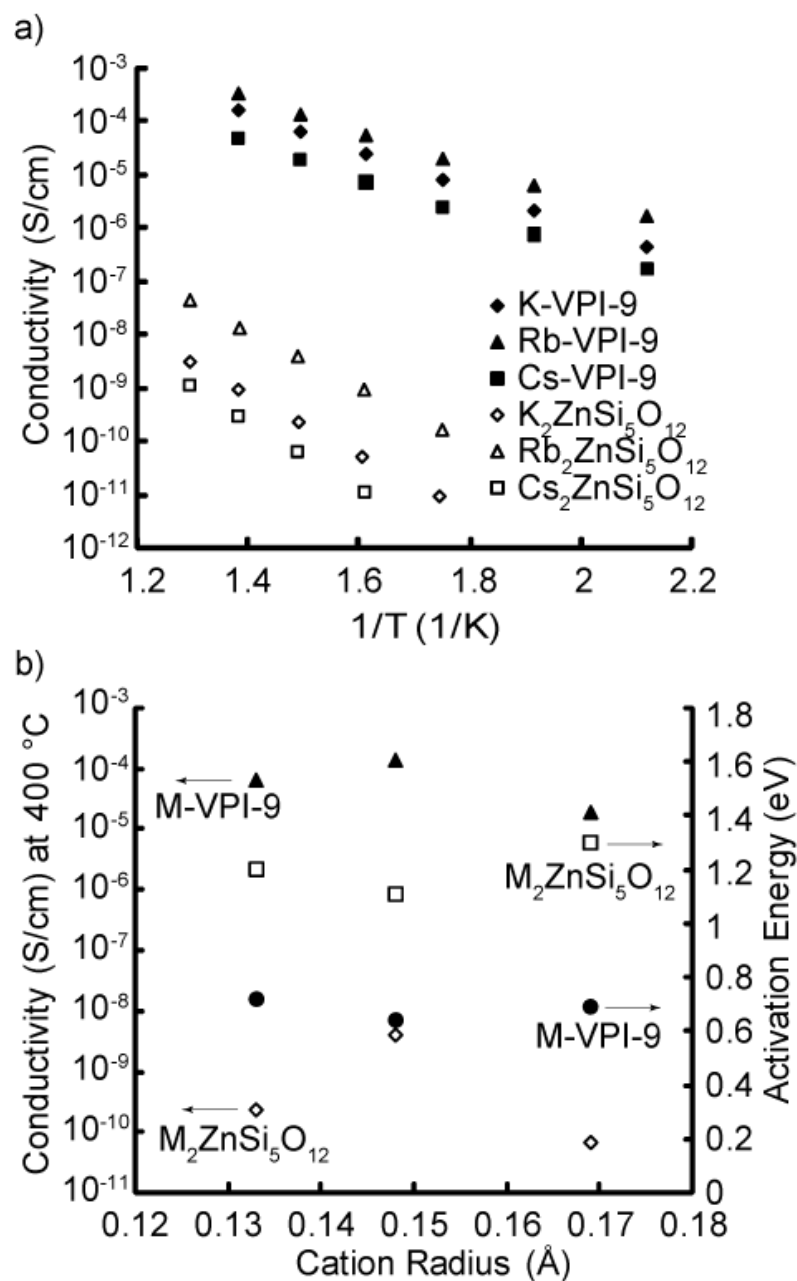 a)
Conductivity (S/cm)
10⁻³
10⁻⁴
10⁻⁵
10⁻⁶
10⁻⁷
10⁻⁸
10⁻⁹
10⁻¹⁰
10⁻¹¹
10⁻¹²
K-VPI-9
Rb-VPI-9
Cs-VPI-9
K₂ZnSi₅O₁₂
Rb₂ZnSi₅O₁₂
Cs₂ZnSi₅O₁₂
1.2 1.4 1.6 1.8 2 2.2
1/T (1/K)
b)
Conductivity (S/cm) at 400 °C
10⁻³
10⁻⁴
10⁻⁵
10⁻⁶
10⁻⁷
10⁻⁸
10⁻⁹
10⁻¹⁰
10⁻¹¹
M-VPI-9
M₂ZnSi₅O₁₂
M-VPI-9
M₂ZnSi₅O₁₂
1.8
1.6
1.4
1.2
1
0.8
0.6
0.4
0.2
0
Activation Energy (eV)
0.12 0.13 0.14 0.15 0.16 0.17 0.18
Cation Radius (Å)